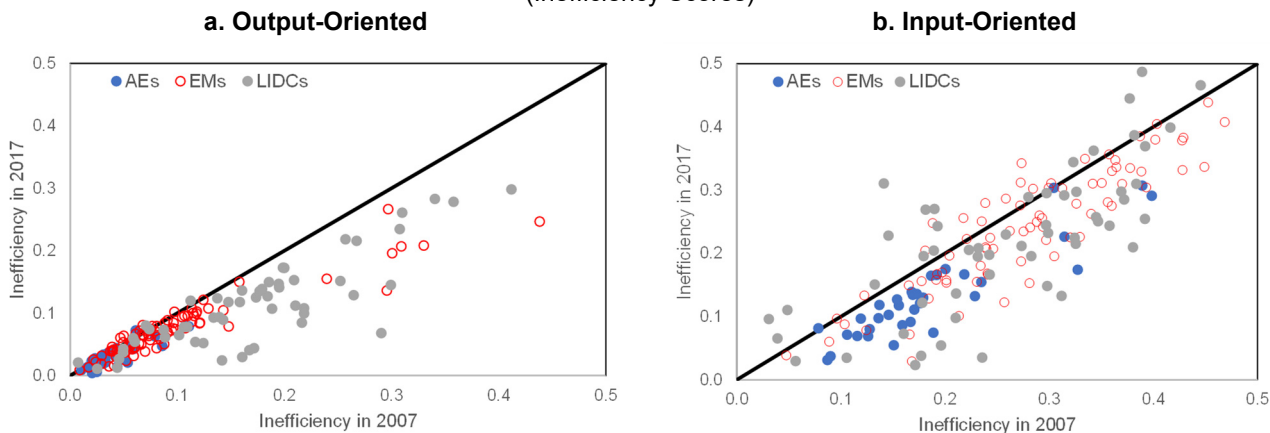 (Inefficiency Scores)
a. Output-Oriented
b. Input-Oriented
0.5
AEs EMs LIDCs
0.4
0.3
0.2
0.1
0.0
Inefficiency in 2017
0.0 0.1 0.2 0.3 0.4 0.5
Inefficiency in 2007
0.5
AEs EMs LIDCs
0.4
0.3
0.2
0.1
0.0
Inefficiency in 2017
0.0 0.1 0.2 0.3 0.4 0.5
Inefficiency in 2007